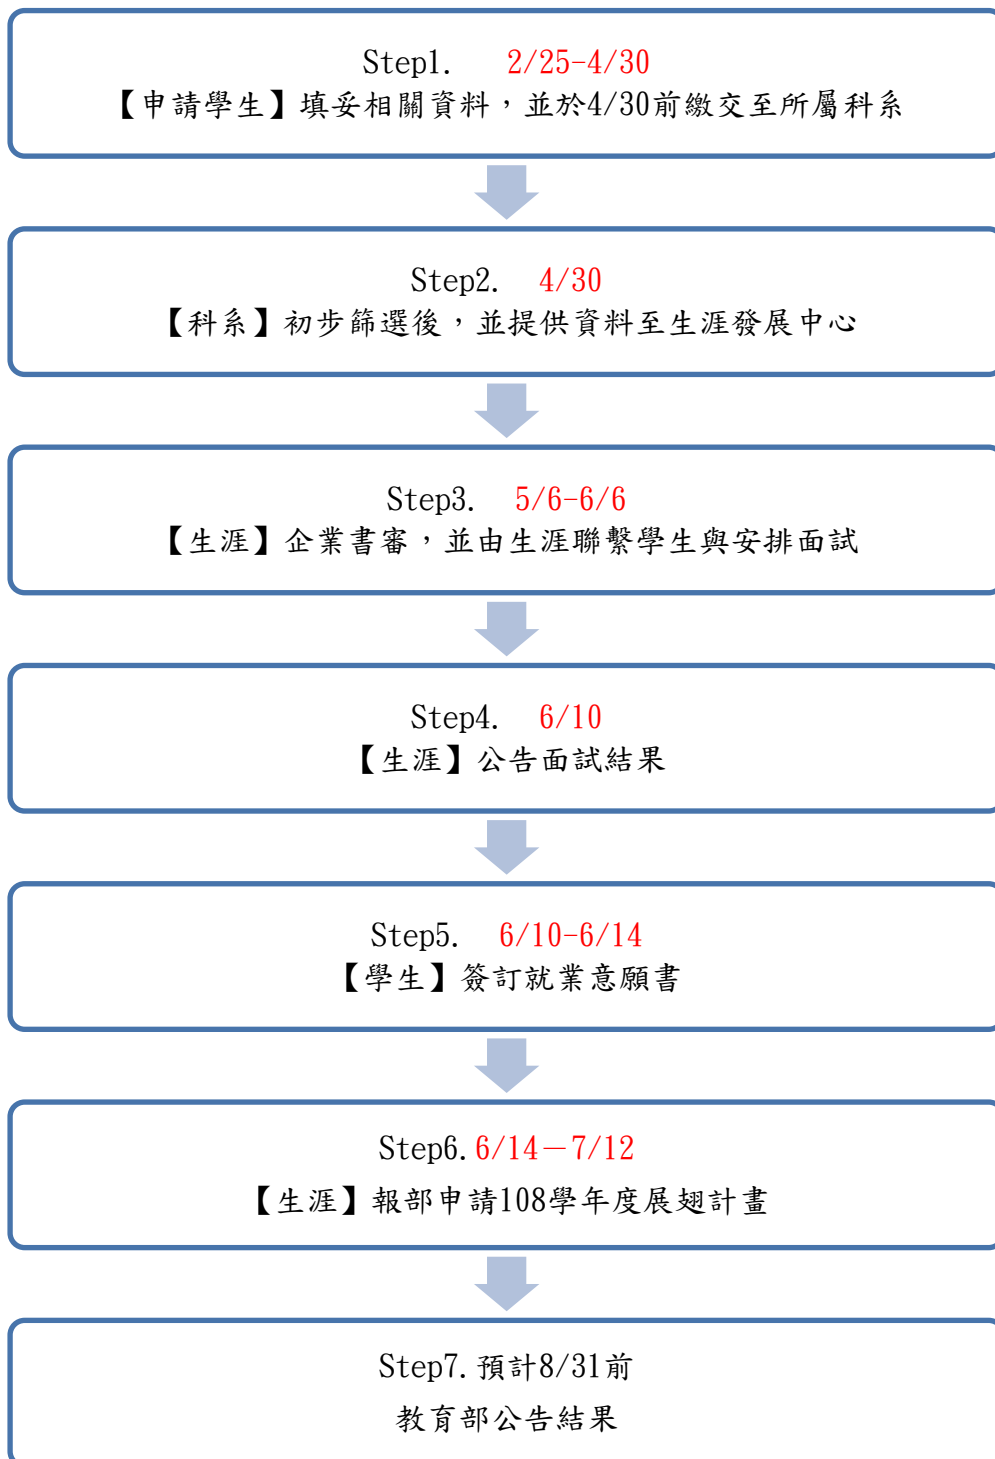 Step1. 2/25-4/30
【申請學生】填妥相關資料，並於4/30前繳交至所屬科系
Step2. 4/30
【科系】初步篩選後，並提供資料至生涯發展中心
Step3. 5/6-6/6
【生涯】企業書審，並由生涯聯繫學生與安排面試
Step4. 6/10
【生涯】公告面試結果
Step5. 6/10-6/14
【學生】簽訂就業意願書
Step6. 6/14－7/12
【生涯】報部申請108學年度展翅計畫
Step7. 預計8/31前
教育部公告結果